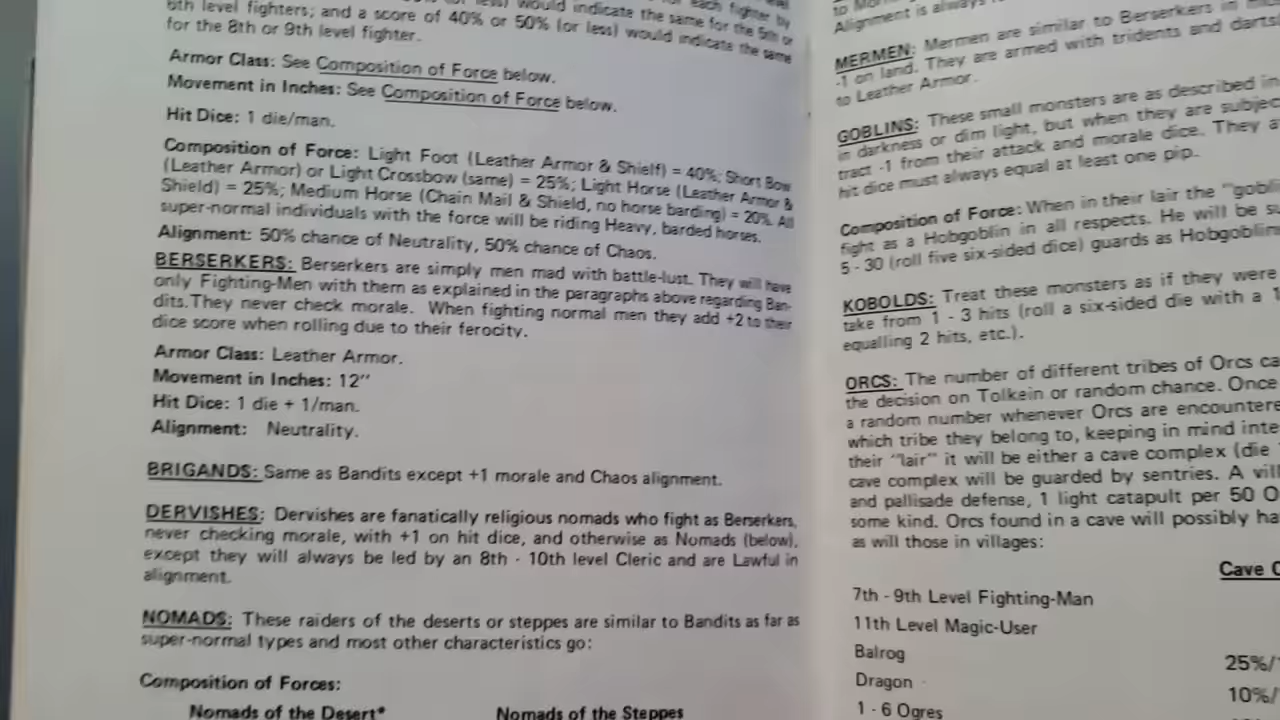 6th level fighters; and a score of 40% or 50% (or less) would indicate the same
for the 8th or 9th level fighter.
Armor Class: See Composition of Force below.
Movement in Inches: See Composition of Force below.
Hit Dice: 1 die/man.
Composition of Force: Light Foot (Leather Armor & Shielf) = 40%; Short Bow
(Leather Armor) or Light Crossbow (same) = 25%; Light Horse (Leather Armor &
Shield) = 25%; Medium Horse (Chain Mail & Shield, no horse barding) = 20%. All
super-normal individuals with the force will be riding Heavy, barded horses.
Alignment: 50% chance of Neutrality, 50% chance of Chaos.
BERSERKERS: Berserkers are simply men mad with battle-lust. They will have
only Fighting-Men with them as explained in the paragraphs above regarding Ban-
dits. They never check morale. When fighting normal men they add +2 to their
dice score when rolling due to their ferocity.
Armor Class: Leather Armor.
Movement in Inches: 12"
Hit Dice: 1 die + 1/man.
Alignment: Neutrality.
BRIGANDS: Same as Bandits except +1 morale and Chaos alignment.
DERVISHES: Dervishes are fanatically religious nomads who fight as Berserkers,
never checking morale, with +1 on hit dice, and otherwise as Nomads (below),
except they will always be led by an 8th - 10th level Cleric and are Lawful in
alignment.
NOMADS: These raiders of the deserts or steppes are similar to Bandits as far as
super-normal types and most other characteristics go:
Composition of Forces:
Nomads of the Desert* Nomads of the Steppes
Alignment is always
MERMEN: Mermen are similar to Berserkers in
-1 on land. They are armed with tridents and darts
to Leather Armor.
GOBLINS: These small monsters are as described in
in darkness or dim light, but when they are subjec
tract -1 from their attack and morale dice. They a
hit dice must always equal at least one pip.
Composition of Force: When in their lair the "gobli
fight as a Hobgoblin in all respects. He will be su
5 - 30 (roll five six-sided dice) guards as Hobgoblin
KOBOLDS: Treat these monsters as if they were
take from 1 - 3 hits (roll a six-sided die with a 1
equalling 2 hits, etc.).
ORCS: The number of different tribes of Orcs ca
the decision on Tolkein or random chance. Once
a random number whenever Orcs are encountere
which tribe they belong to, keeping in mind inte
their "lair" it will be either a cave complex (die
cave complex will be guarded by sentries. A vill
and pallisade defense, 1 light catapult per 50 O
some kind. Orcs found in a cave will possibly ha
as will those in villages:
Cave C
7th - 9th Level Fighting-Man
11th Level Magic-User
Balrog 25%/
Dragon 10%/
1 - 6 Ogres